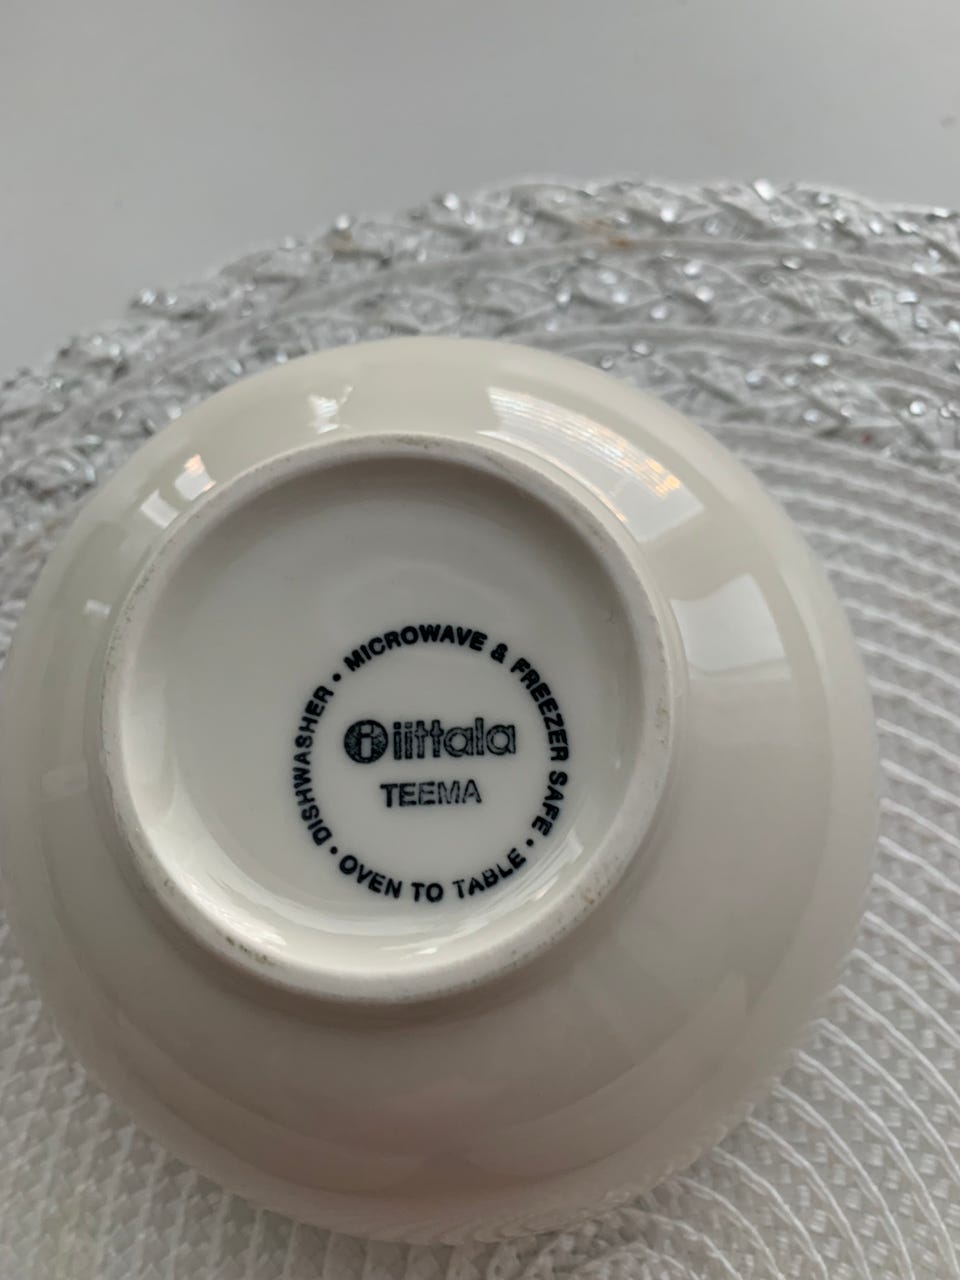 MICROWAVE & FREEZER SAFE • OVEN TO TABLE • DISHWASHER •
i iittala
TEEMA